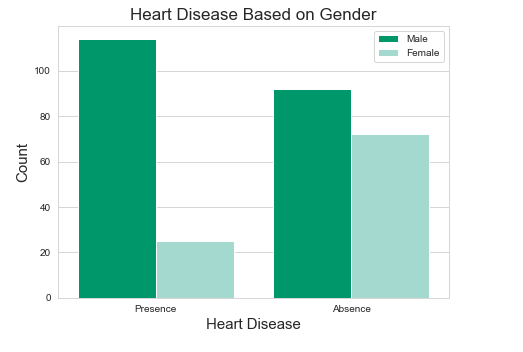 Heart Disease Based on Gender
Male
Female
100
80
60
40
20
0
Count
Presence
Absence
Heart Disease